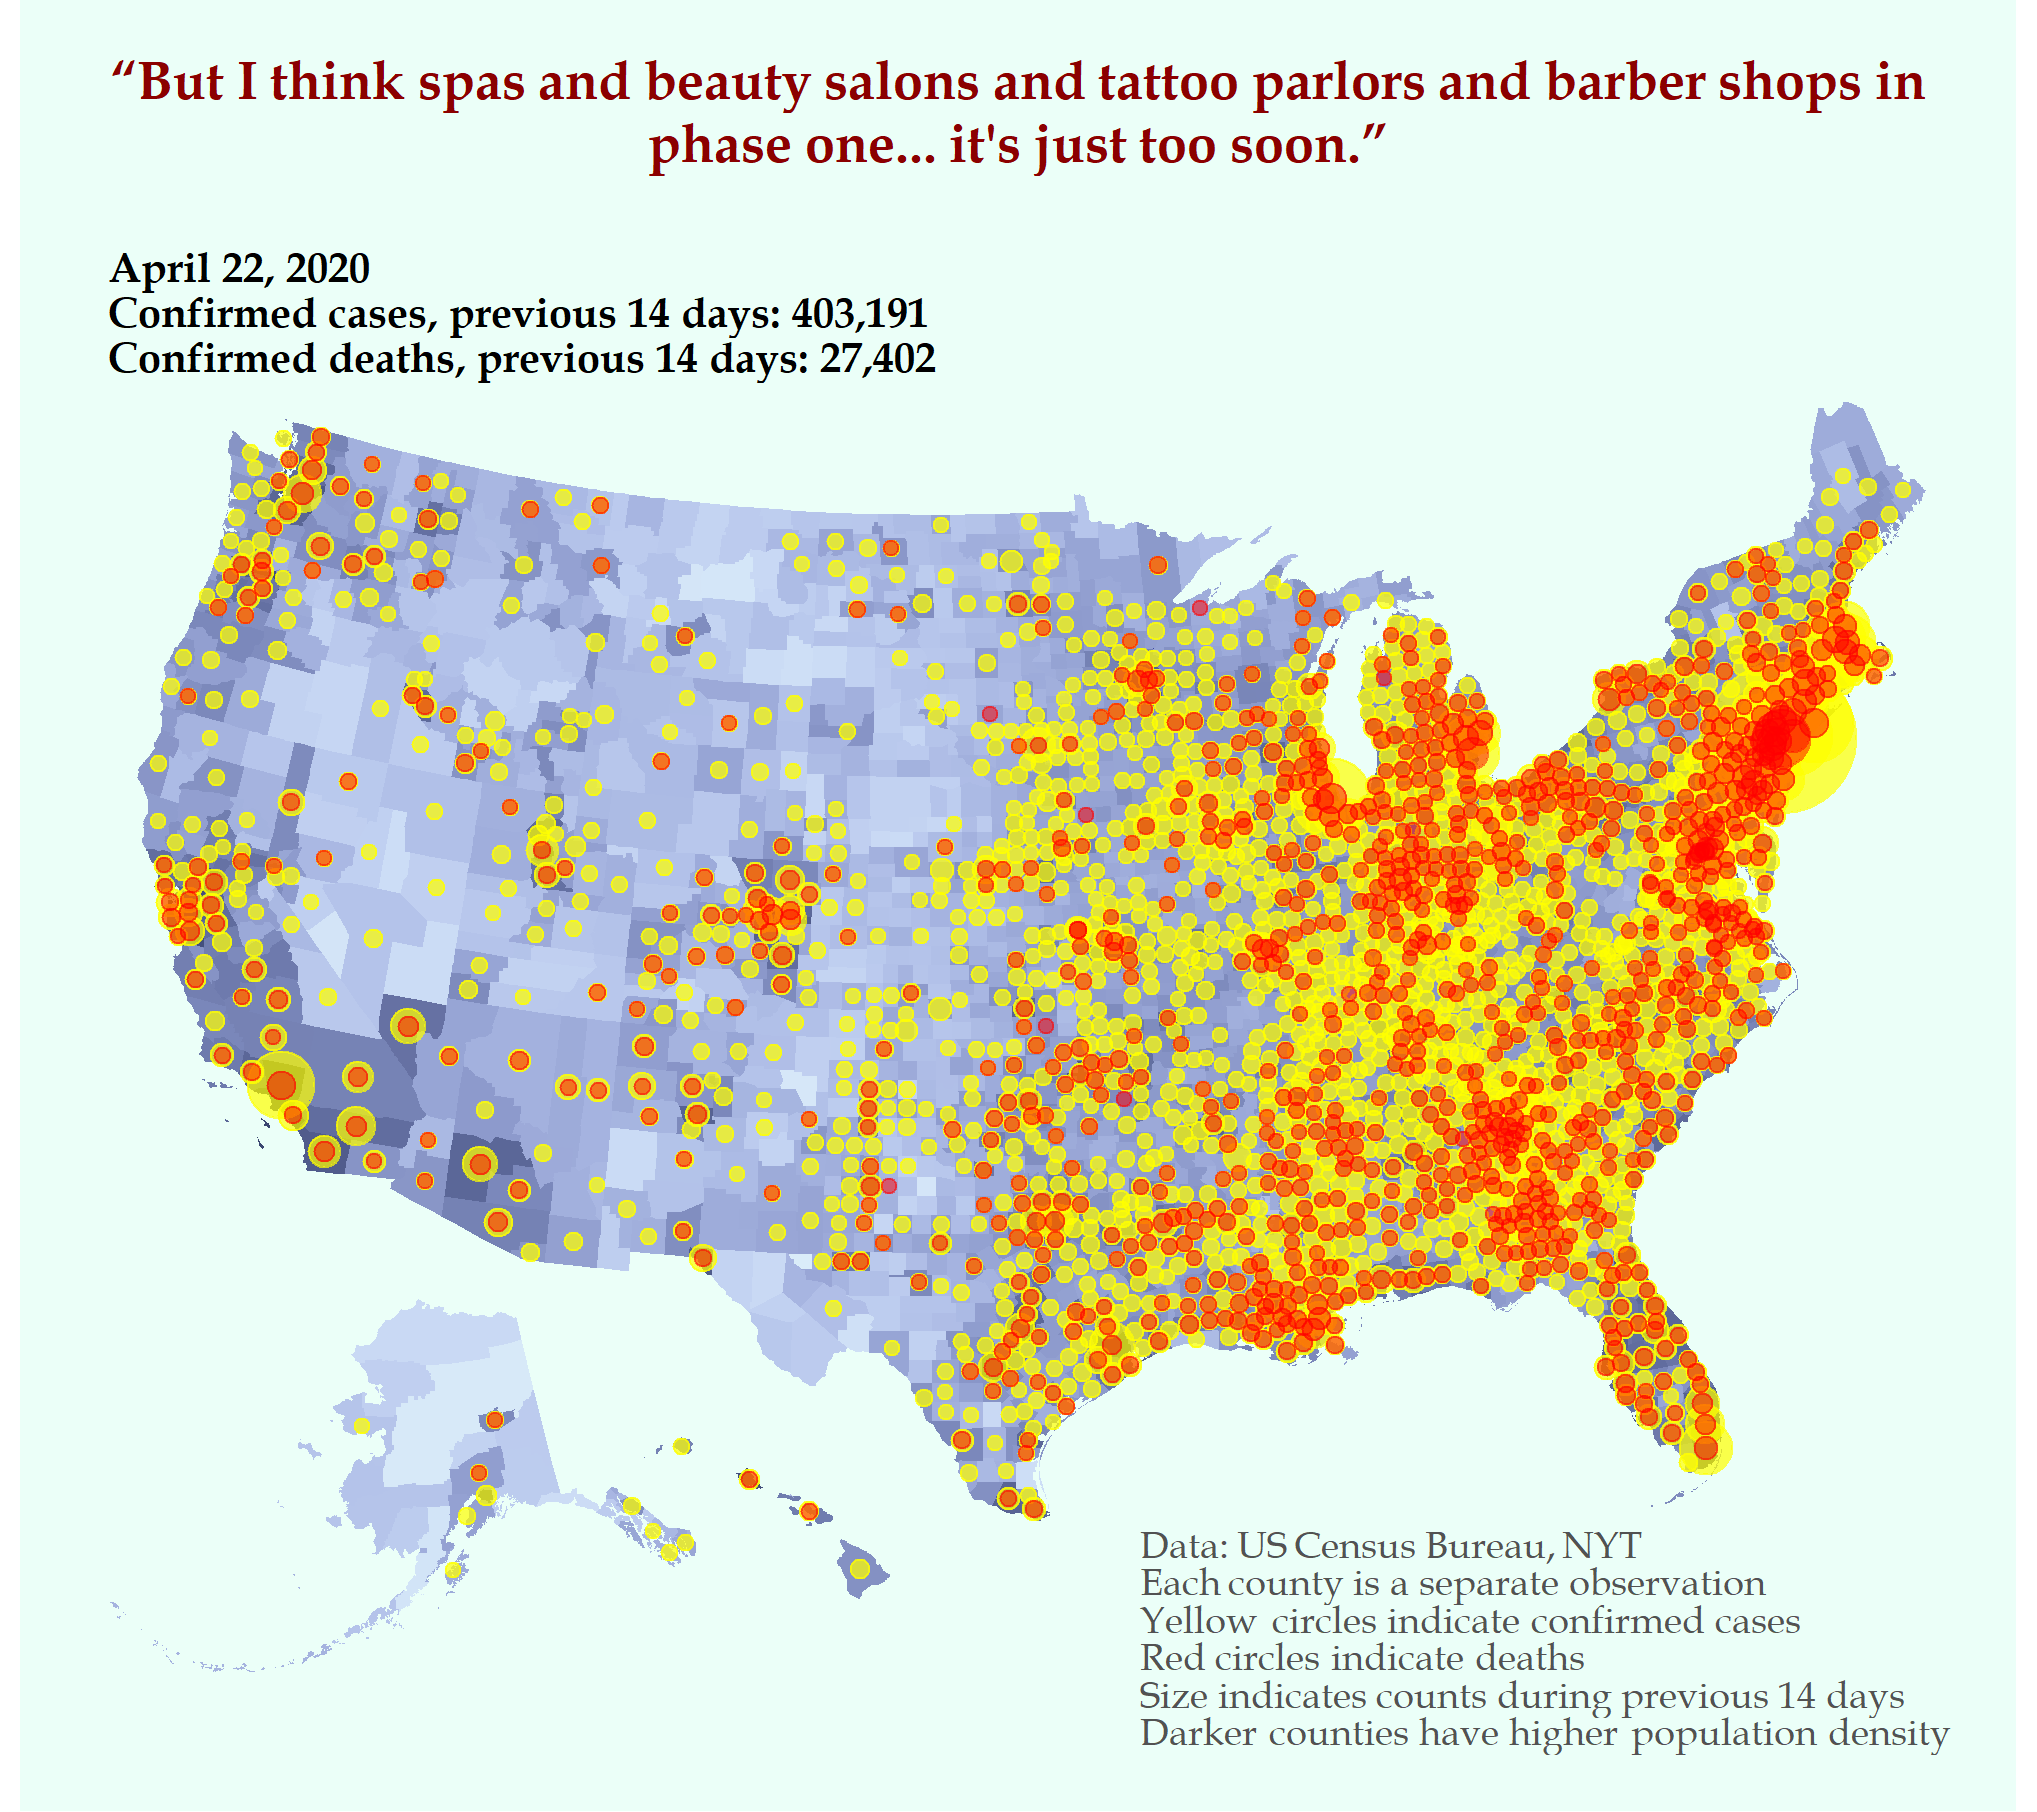 “But I think spas and beauty salons and tattoo parlors and barber shops in
phase one... it's just too soon.”
April 22, 2020
Confirmed cases, previous 14 days: 403,191
Confirmed deaths, previous 14 days: 27,402
Data: US Census Bureau, NYT
Each county is a separate observation
Yellow circles indicate confirmed cases
Red circles indicate deaths
Size indicates counts during previous 14 days
Darker counties have higher population density